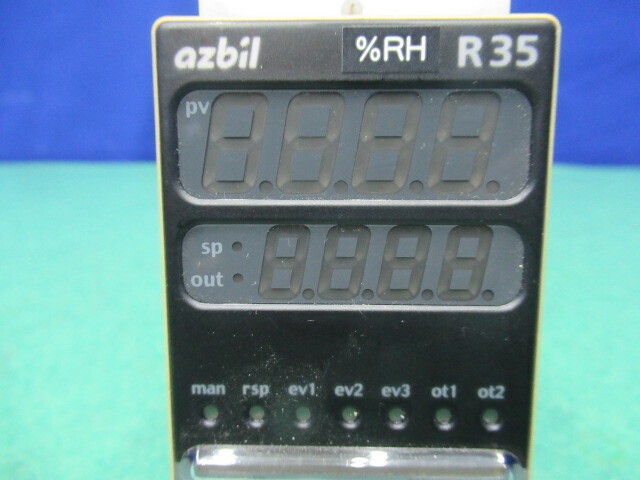 azbil %RH R35
pv
sp
out
man rsp ev1 ev2 ev3 ot1 ot2